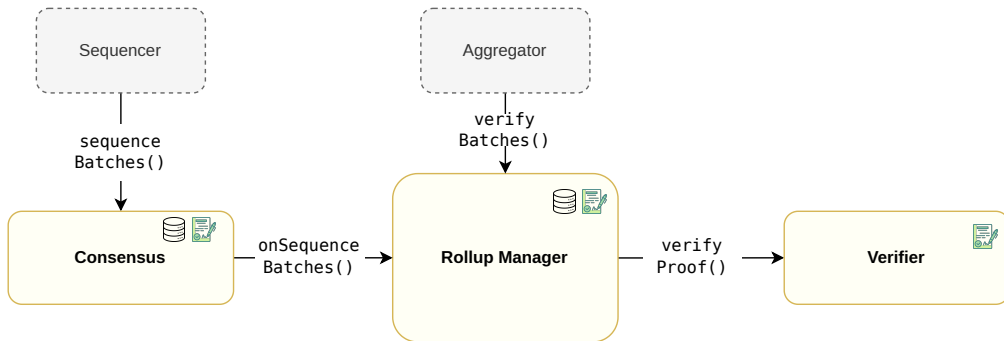 Sequencer
Aggregator
sequence
Batches()
verify
Batches()
Consensus
onSequence
Batches()
Rollup Manager
verify
Proof()
Verifier